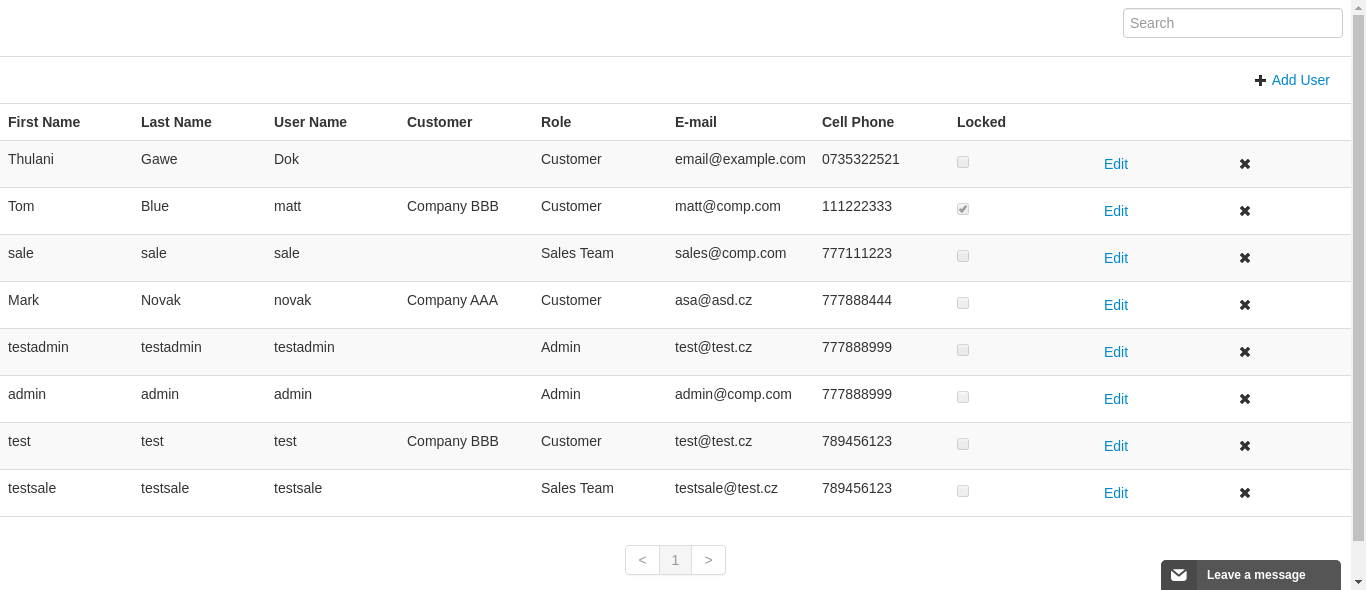 Search
Add User
First Name Last Name User Name Customer Role E-mail Cell Phone Locked
Thulani Gawe Dok Customer email@example.com 0735322521 Edit
Tom Blue matt Company BBB Customer matt@comp.com 111222333 Edit
sale sale sale Sales Team sales@comp.com 777111223 Edit
Mark Novak novak Company AAA Customer asa@asd.cz 777888444 Edit
testadmin testadmin testadmin Admin test@test.cz 777888999 Edit
admin admin admin Admin admin@comp.com 777888999 Edit
test test test Company BBB Customer test@test.cz 789456123 Edit
testsale testsale testsale Sales Team testsale@test.cz 789456123 Edit
< 1 >
Leave a message